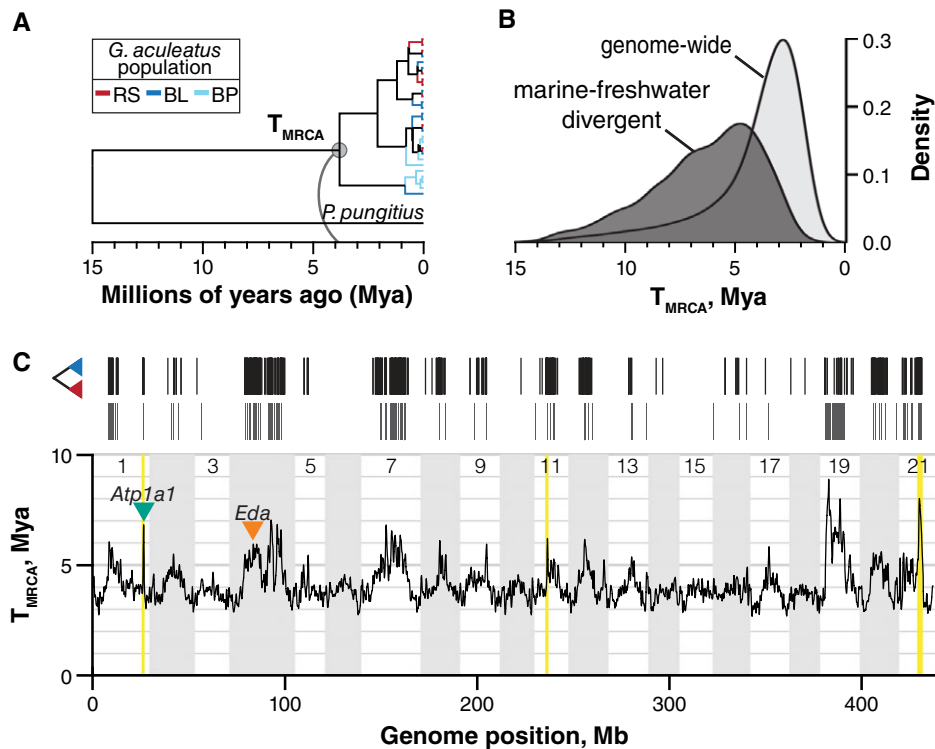 A
G. aculeatus
population
RS BL BP
TMRCA
P. pungitius
15 10 5 0
Millions of years ago (Mya)
B
genome-wide
marine-freshwater
divergent
0.3
0.2
0.1
0.0
Density
15 10 5 0
TMRCA, Mya
C
10
5
0
TMRCA, Mya
1 3 5 7 9 11 13 15 17 19 21
Atp1a1
Eda
0 100 200 300 400
Genome position, Mb